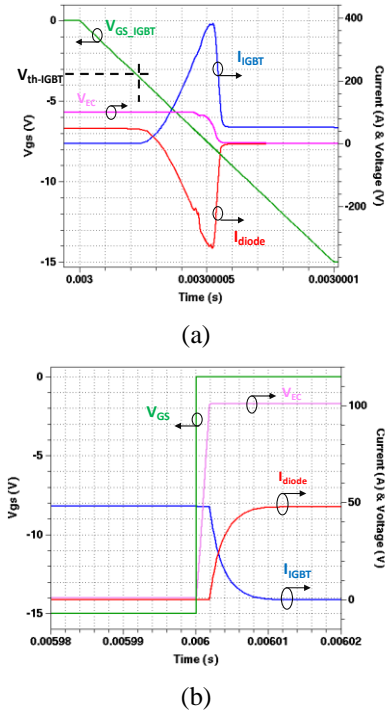 0
-5
-10
-15
Vgs (V)
V_GS_IGBT
V_th-IGBT
V_EC
I_IGBT
I_diode
400
200
0
-200
Current (A) & Voltage (V)
0.003
0.00300005
0.0030001
Time (s)
(a)
0
-5
-10
-15
Vgs (V)
V_GS
V_EC
I_diode
I_IGBT
100
50
0
Current (A) & Voltage (V)
0.00598
0.00599
0.006
0.00601
0.00602
Time (s)
(b)